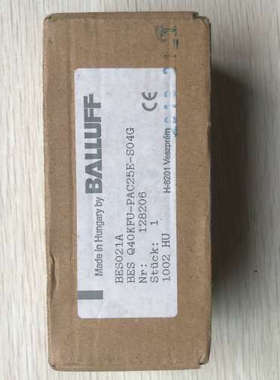 Made in Hungary by
BALLUFF
H-8201 Veszprém
CE
BES021A
BES Q40KFU-PAC25E-S04G
Nr: 128206
Stück: 1
1002 HU